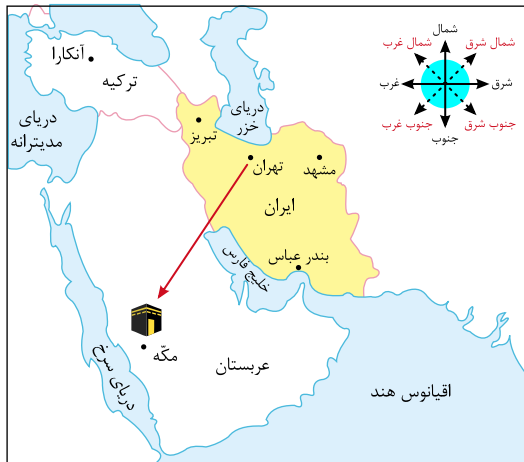 آنکارا
ترکیه
دریای
مدیترانه
دریای
خزر
تبریز
تهران
مشهد
ایران
بندر عباس
خلیج فارس
مکّه
عربستان
دریای سرخ
اقیانوس هند
شمال
شمال غرب
شمال شرق
غرب
شرق
جنوب غرب
جنوب شرق
جنوب